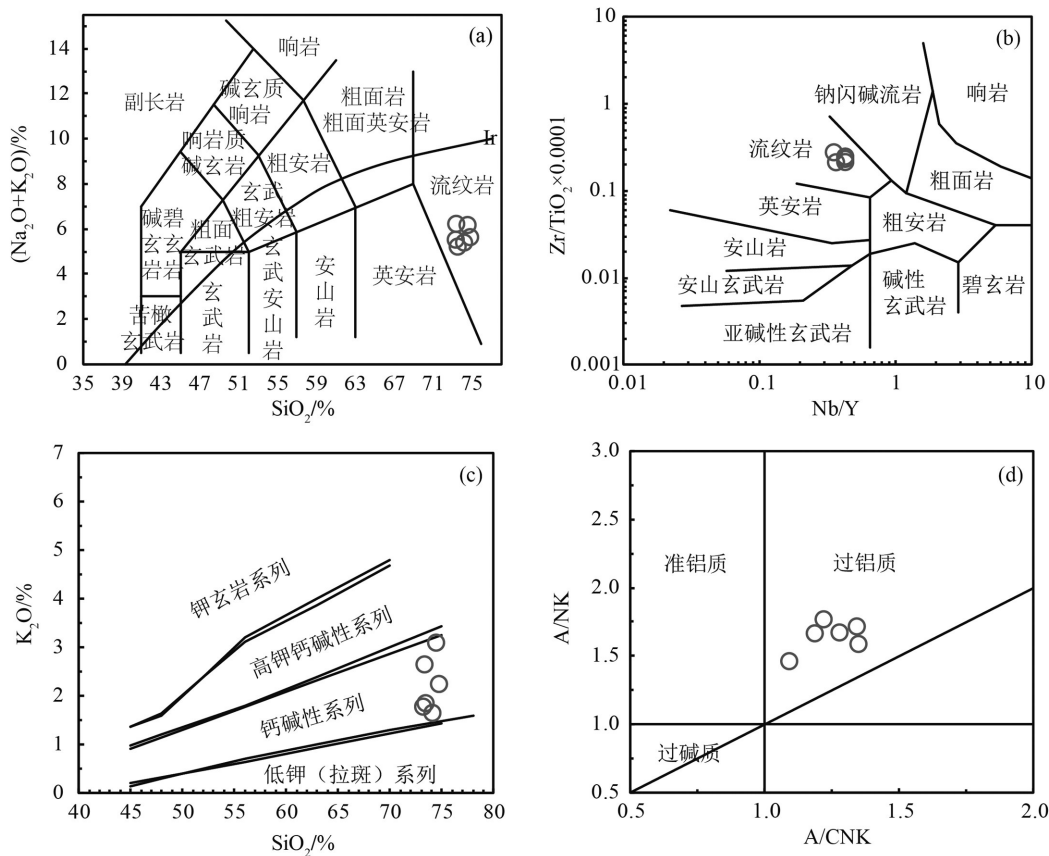 (a)
(Na₂O+K₂O)/%
14
12
10
8
6
4
2
0
35
39
43
47
51
55
59
63
67
71
75
SiO₂/%
响岩
副长岩
碱玄质
响岩
粗面岩
粗面英安岩
Ir
响岩质
碱玄岩
粗安岩
流纹岩
玄武
粗安岩
碱碧
玄玄
岩岩
粗面
玄武岩
苦橄
玄武岩
玄
武
岩
玄
武
安
山
岩
安
山
岩
英安岩
(b)
Zr/TiO₂×0.0001
10
1
0.1
0.01
0.001
0.01
0.1
1
10
Nb/Y
钠闪碱流岩
响岩
流纹岩
粗面岩
英安岩
粗安岩
安山岩
安山玄武岩
碱性
玄武岩
碧玄岩
亚碱性玄武岩
(c)
K₂O/%
7
6
5
4
3
2
1
0
40
45
50
55
60
65
70
75
80
SiO₂/%
钾玄岩系列
高钾钙碱性系列
钙碱性系列
低钾（拉斑）系列
(d)
A/NK
3.0
2.5
2.0
1.5
1.0
0.5
0.5
1.0
1.5
2.0
A/CNK
准铝质
过铝质
过碱质